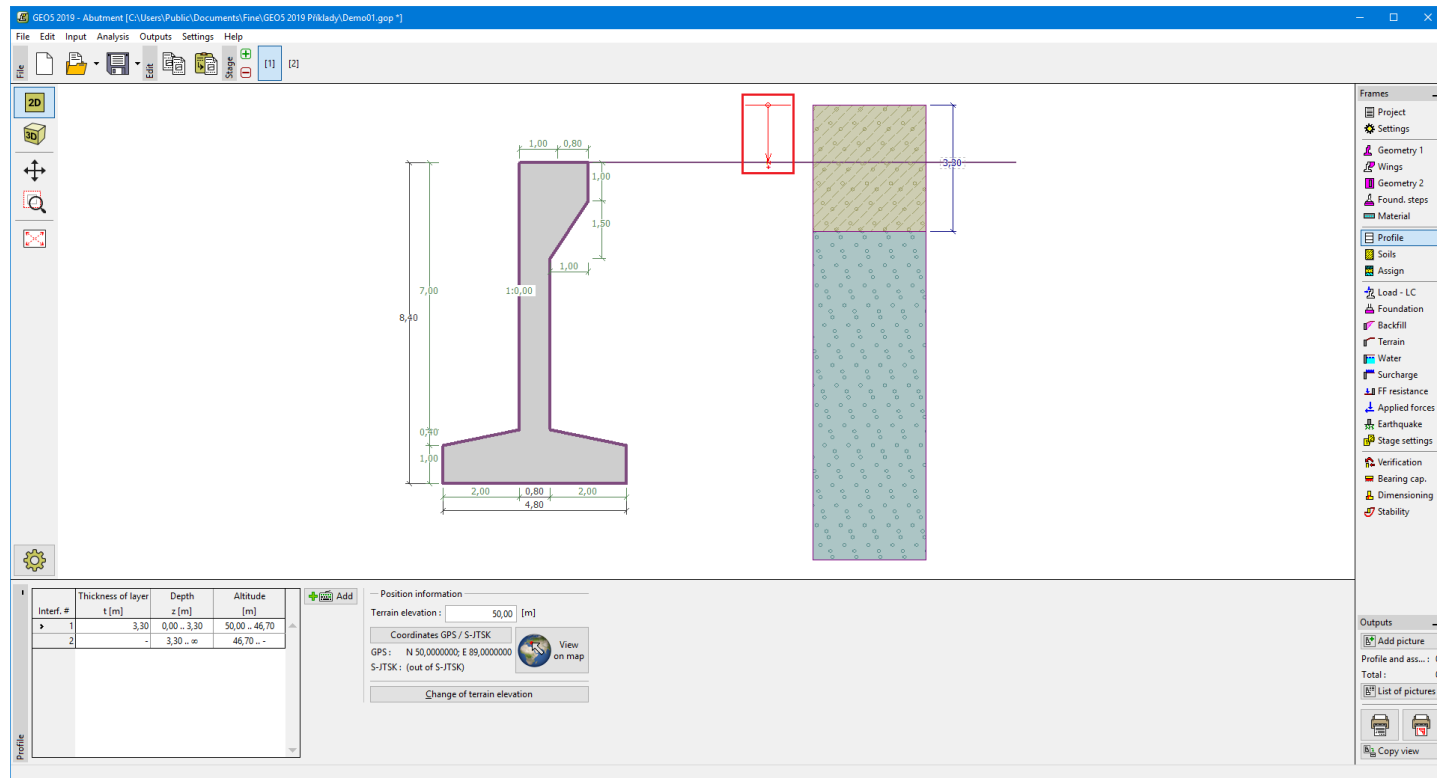 GEO5 2019 - Abutment [C:\Users\Public\Documents\Fine\GEO5 2019 Příklady\Demo01.gop *]
File Edit Input Analysis Outputs Settings Help
File
Edit
Stage
[1] [2]
2D
3D
1,00 0,80
1,00
1,50
1,00
7,00
1:0,00
8,40
0,40
1,00
2,00 0,80 2,00
4,80
3,30
Frames
Project
Settings
Geometry 1
Wings
Geometry 2
Found. steps
Material
Profile
Soils
Assign
Load - LC
Foundation
Backfill
Terrain
Water
Surcharge
FF resistance
Applied forces
Earthquake
Stage settings
Verification
Bearing cap.
Dimensioning
Stability
Outputs
Add picture
Profile and ass... :
Total :
List of pictures
Copy view
Profile
Interf. # Thickness of layer t [m] Depth z [m] Altitude [m]
> 1 3,30 0,00 .. 3,30 50,00 .. 46,70
2 - 3,30 .. ∞ 46,70 .. -
Add
Position information
Terrain elevation : 50,00 [m]
Coordinates GPS / S-JTSK
GPS : N 50,0000000; E 89,0000000
S-JTSK : (out of S-JTSK)
View on map
Change of terrain elevation